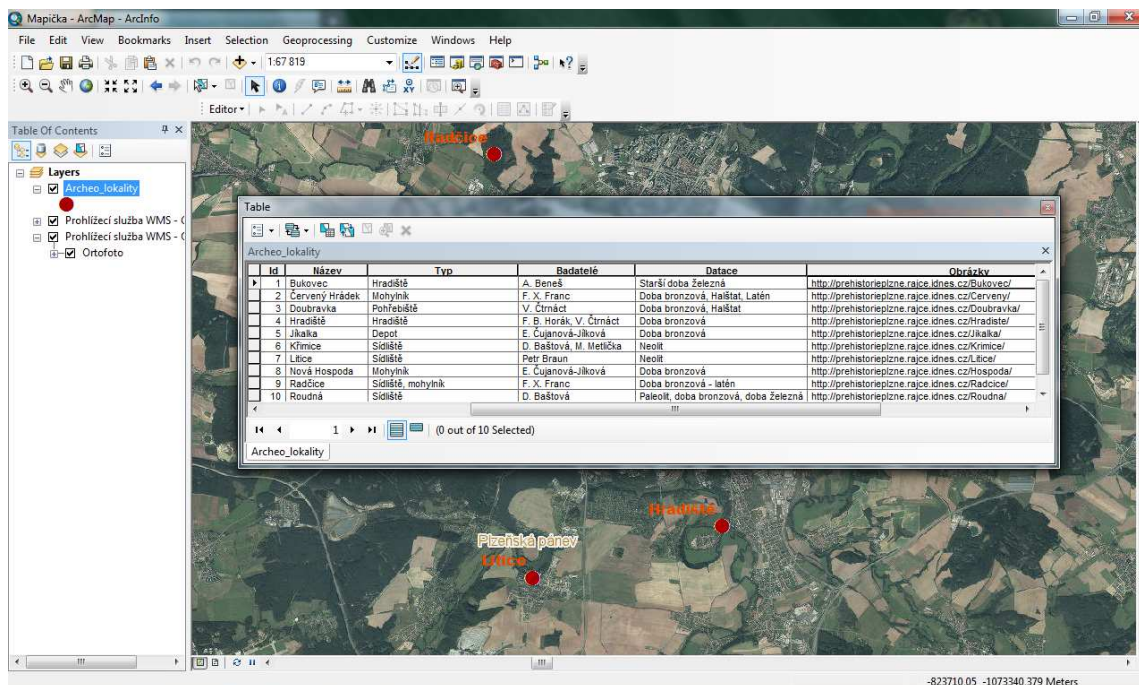 Mapička - ArcMap - ArcInfo
File Edit View Bookmarks Insert Selection Geoprocessing Customize Windows Help
1:67 819
Editor
Table Of Contents
Layers
Archeo_lokality
Prohlížecí služba WMS -
Prohlížecí služba WMS -
Ortofoto
Radčice
Table
Archeo_lokality
Id Název Typ Badatelé Datace Obrázky
1 Bukovec Hradiště A. Beneš Starší doba železná http://prehistorieplzne.rajce.idnes.cz/Bukovec/
2 Červený Hrádek Mohylník F. X. Franc Doba bronzová, Halštat, Latén http://prehistorieplzne.rajce.idnes.cz/Cerveny/
3 Doubravka Pohřebiště V. Čtrnáct Doba bronzová, Halštat http://prehistorieplzne.rajce.idnes.cz/Doubravka/
4 Hradiště Hradiště F. B. Horák, V. Čtrnáct Doba bronzová http://prehistorieplzne.rajce.idnes.cz/Hradiste/
5 Jíkalka Depot E. Čujanová-Jílková Doba bronzová http://prehistorieplzne.rajce.idnes.cz/Jikalka/
6 Křimice Sídliště D. Baštová, M. Metlička Neolit http://prehistorieplzne.rajce.idnes.cz/Krimice/
7 Litice Sídliště Petr Braun Neolit http://prehistorieplzne.rajce.idnes.cz/Litice/
8 Nová Hospoda Mohylník E. Čujanová-Jílková Doba bronzová http://prehistorieplzne.rajce.idnes.cz/Hospoda/
9 Radčice Sídliště, mohylník F. X. Franc Doba bronzová - latén http://prehistorieplzne.rajce.idnes.cz/Radcice/
10 Roudná Sídliště D. Baštová Paleolit, doba bronzová, doba železná http://prehistorieplzne.rajce.idnes.cz/Roudna/
1 (0 out of 10 Selected)
Archeo_lokality
Hradiště
Plzeňská pánev
Litice
-823710,05 -1073340,379 Meters